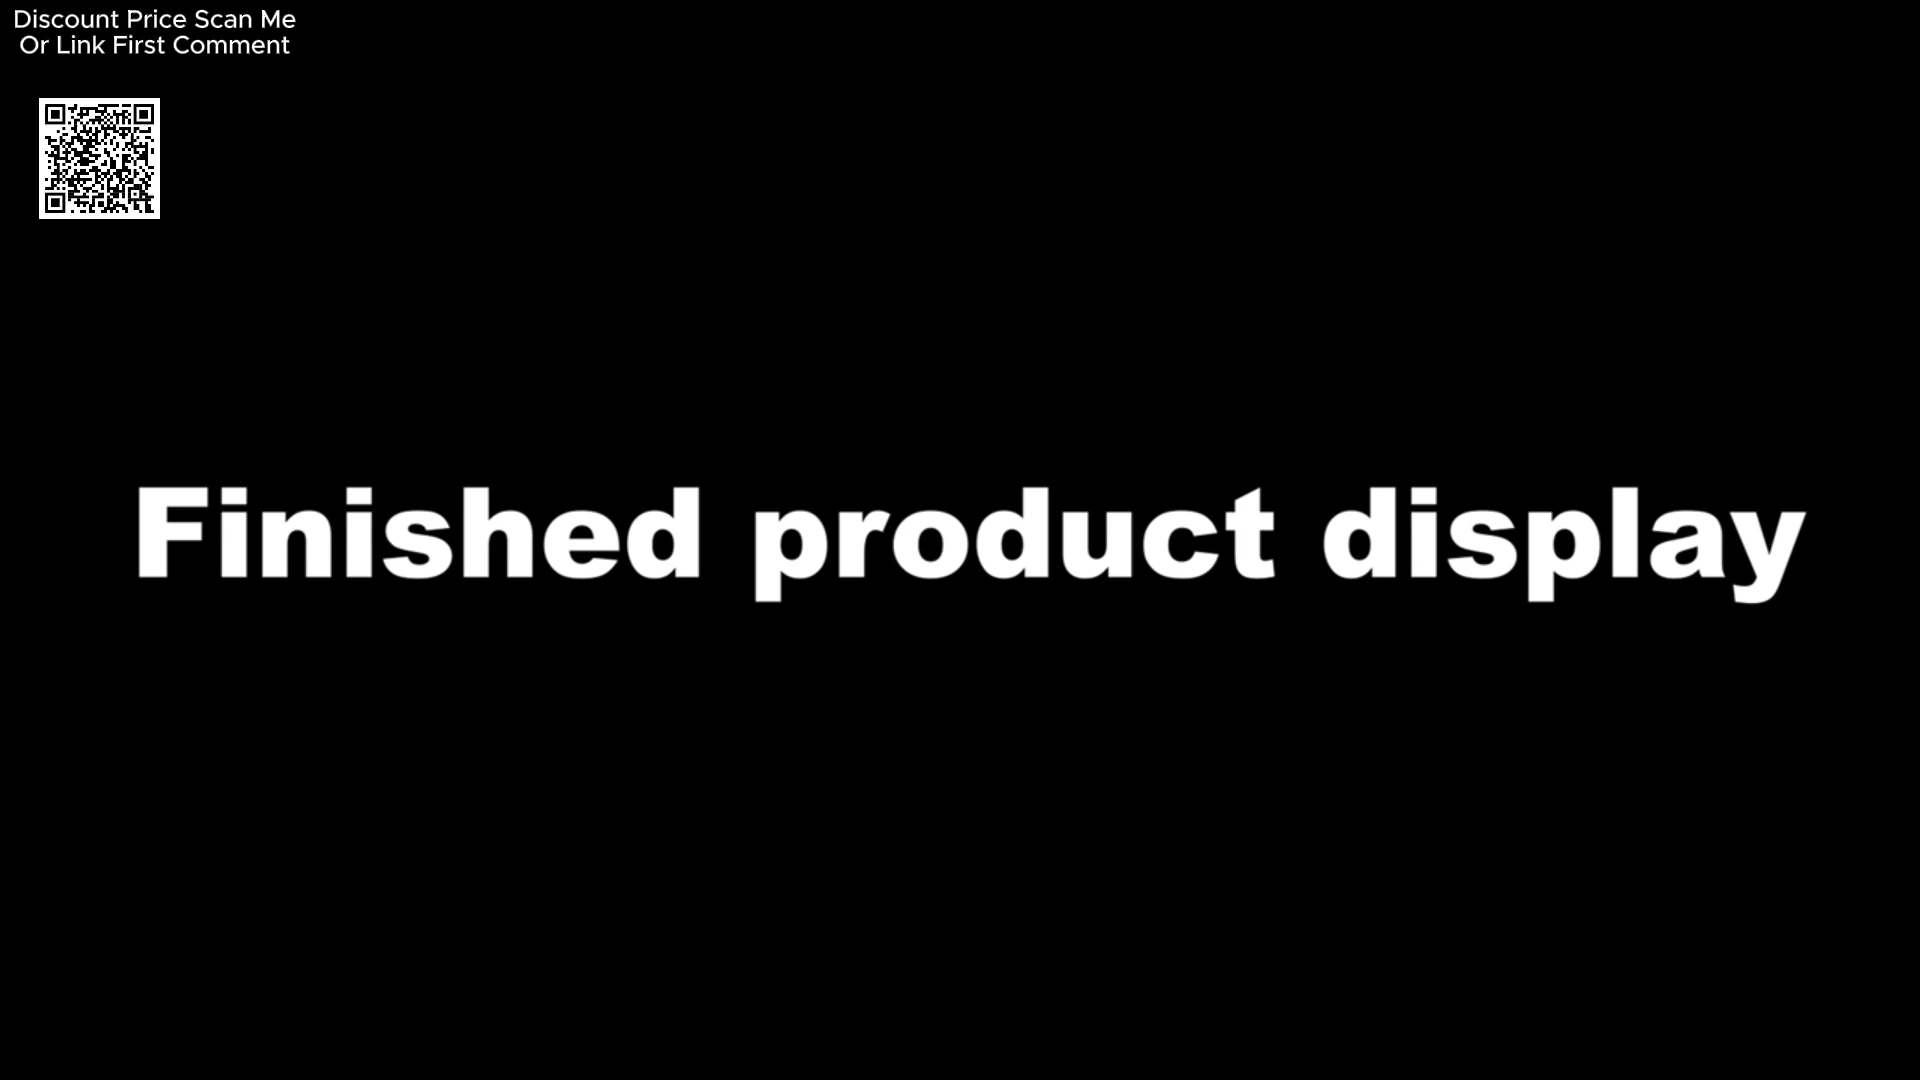 Discount Price Scan Me
Or Link First Comment
Finished product display